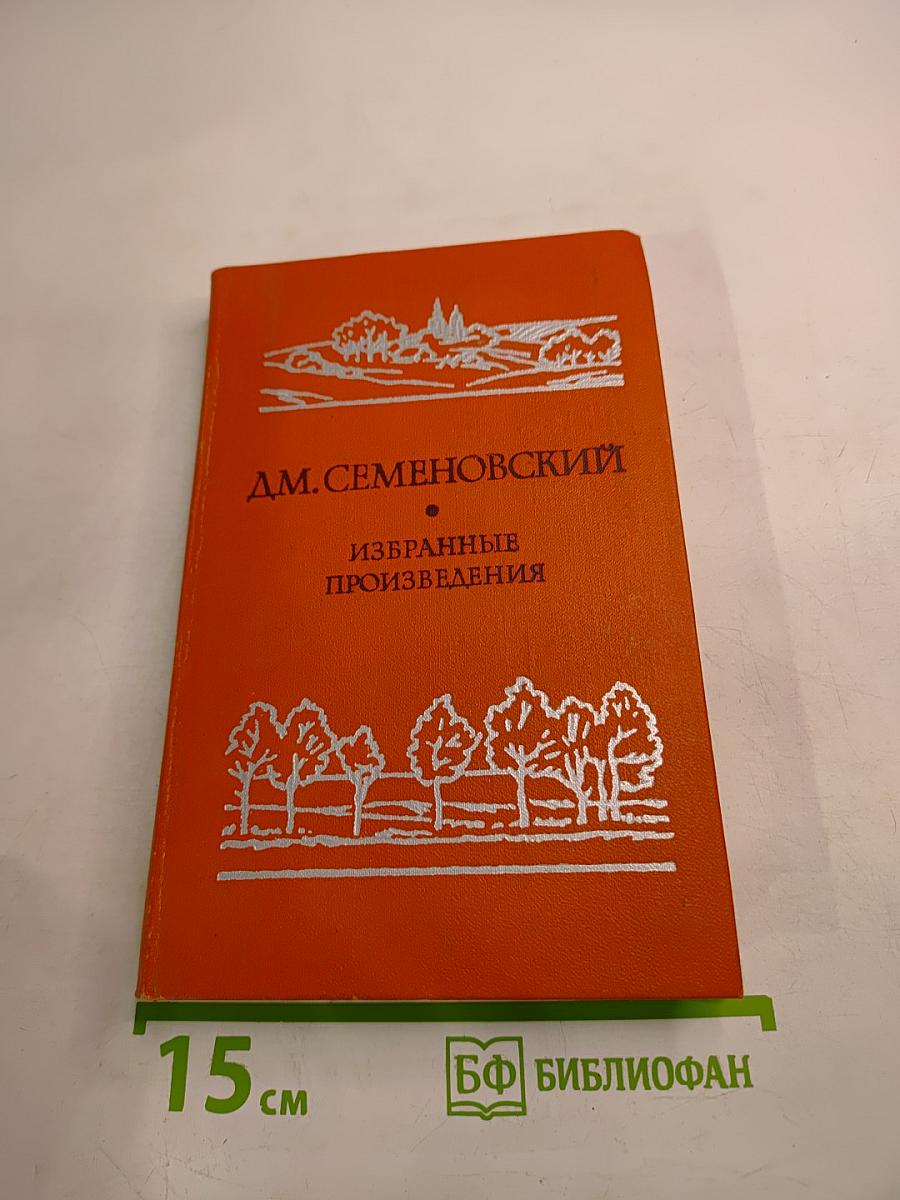 ДМ. СЕМЕНОВСКИЙ
•
ИЗБРАННЫЕ
ПРОИЗВЕДЕНИЯ
15 см
БФ БИБЛИОФАН